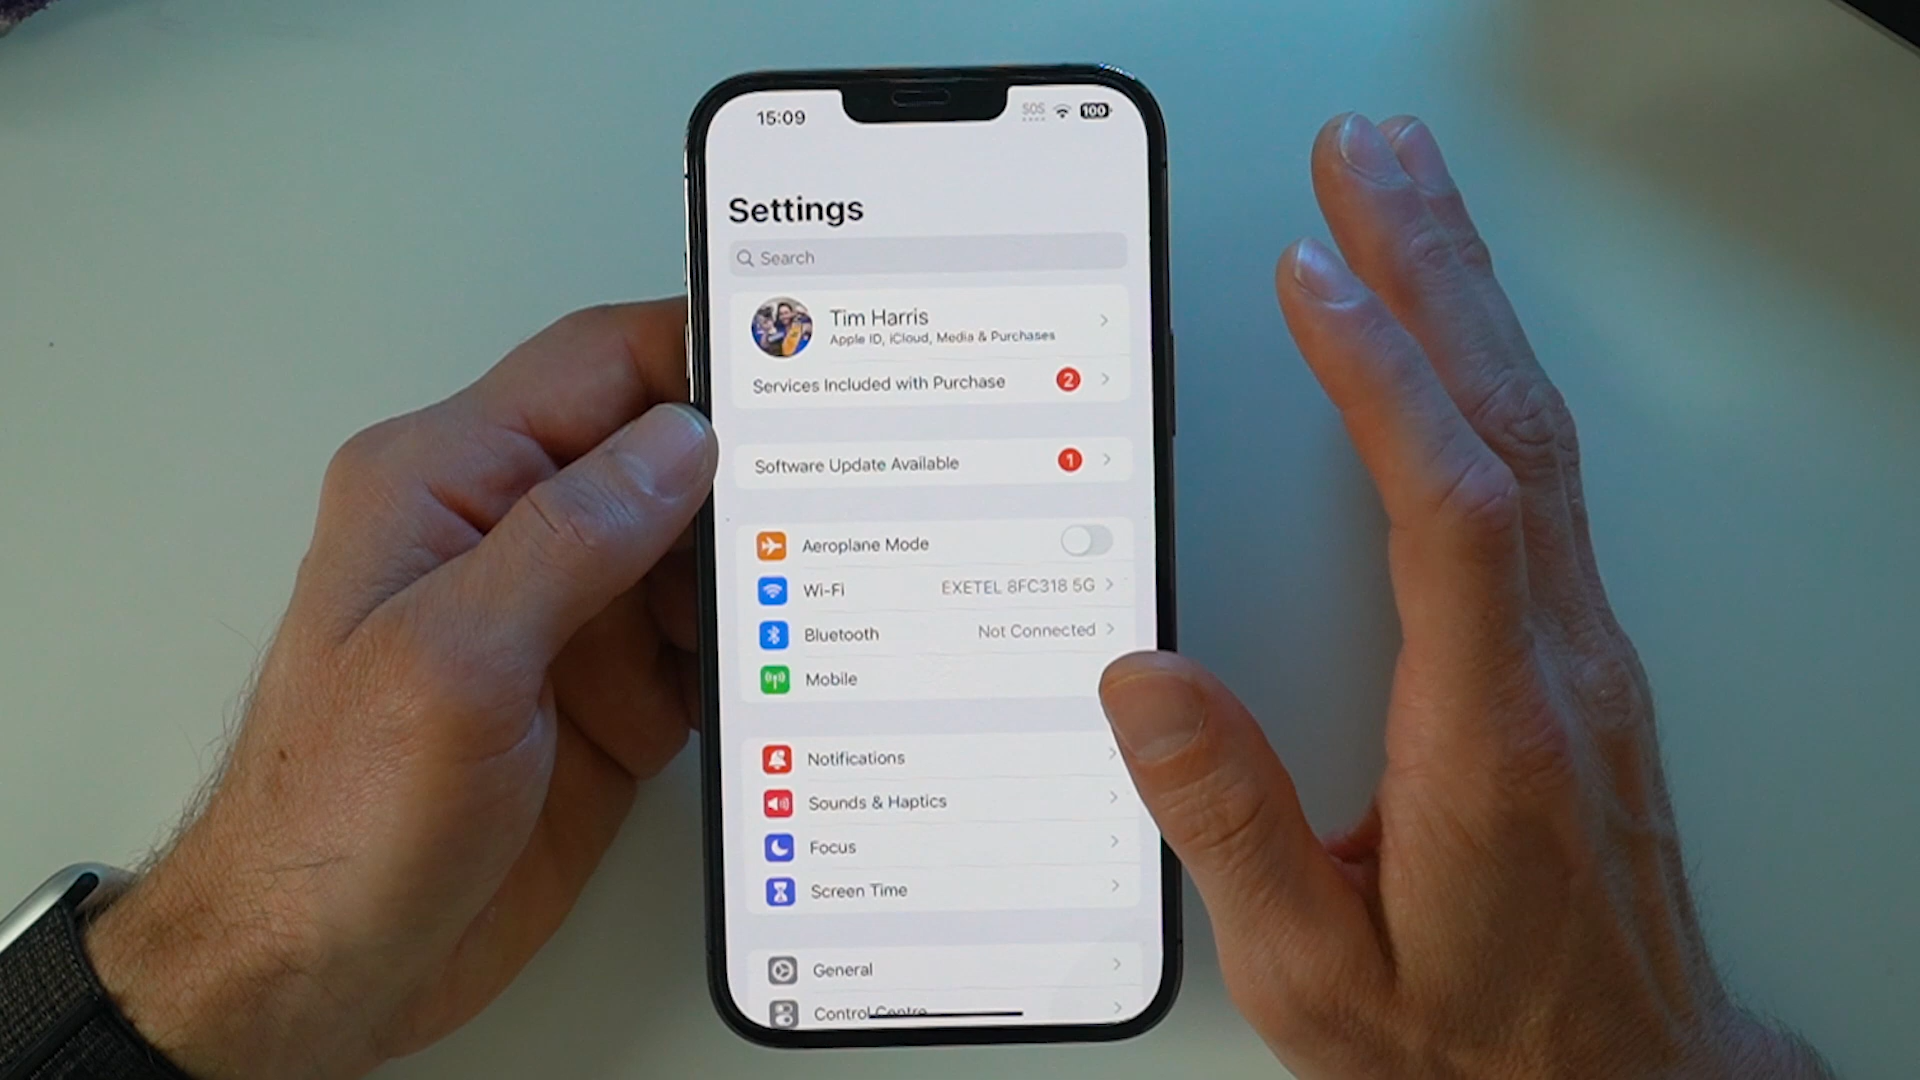 15:09
SOS
100
Settings
Search
Tim Harris
Apple ID, iCloud, Media & Purchases
Services Included with Purchase 2
Software Update Available 1
Aeroplane Mode
Wi-Fi EXETEL 8FC318 5G
Bluetooth Not Connected
Mobile
Notifications
Sounds & Haptics
Focus
Screen Time
General
Control Centre